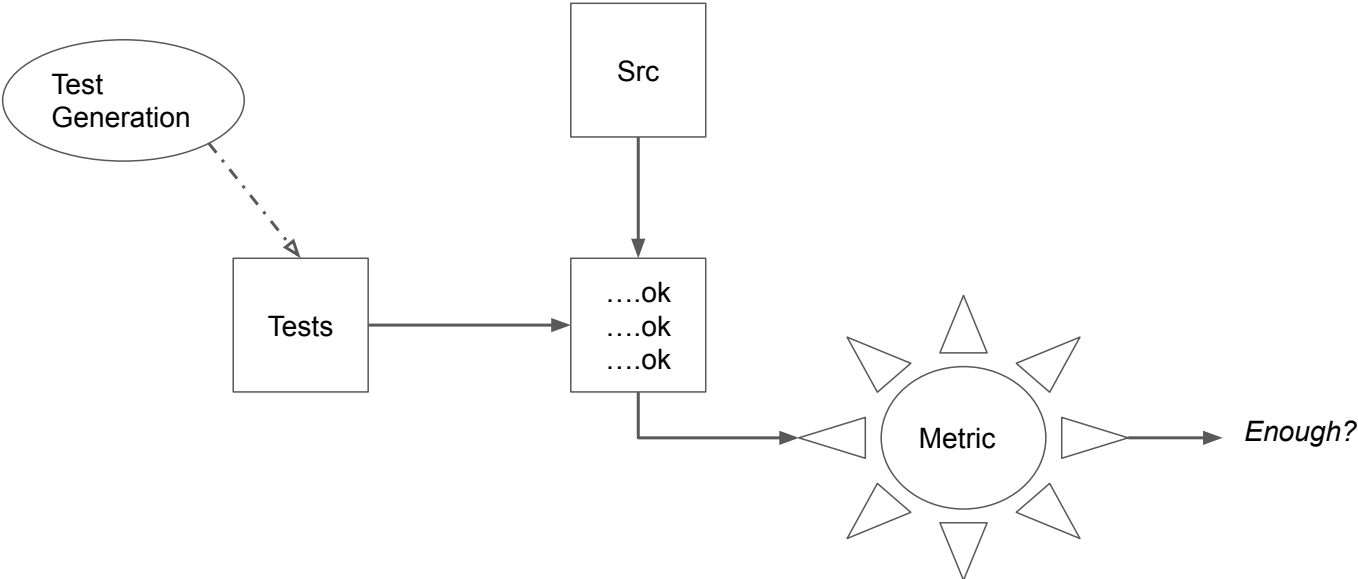 Test
Generation
Src
Tests
….ok
….ok
….ok
Metric
Enough?